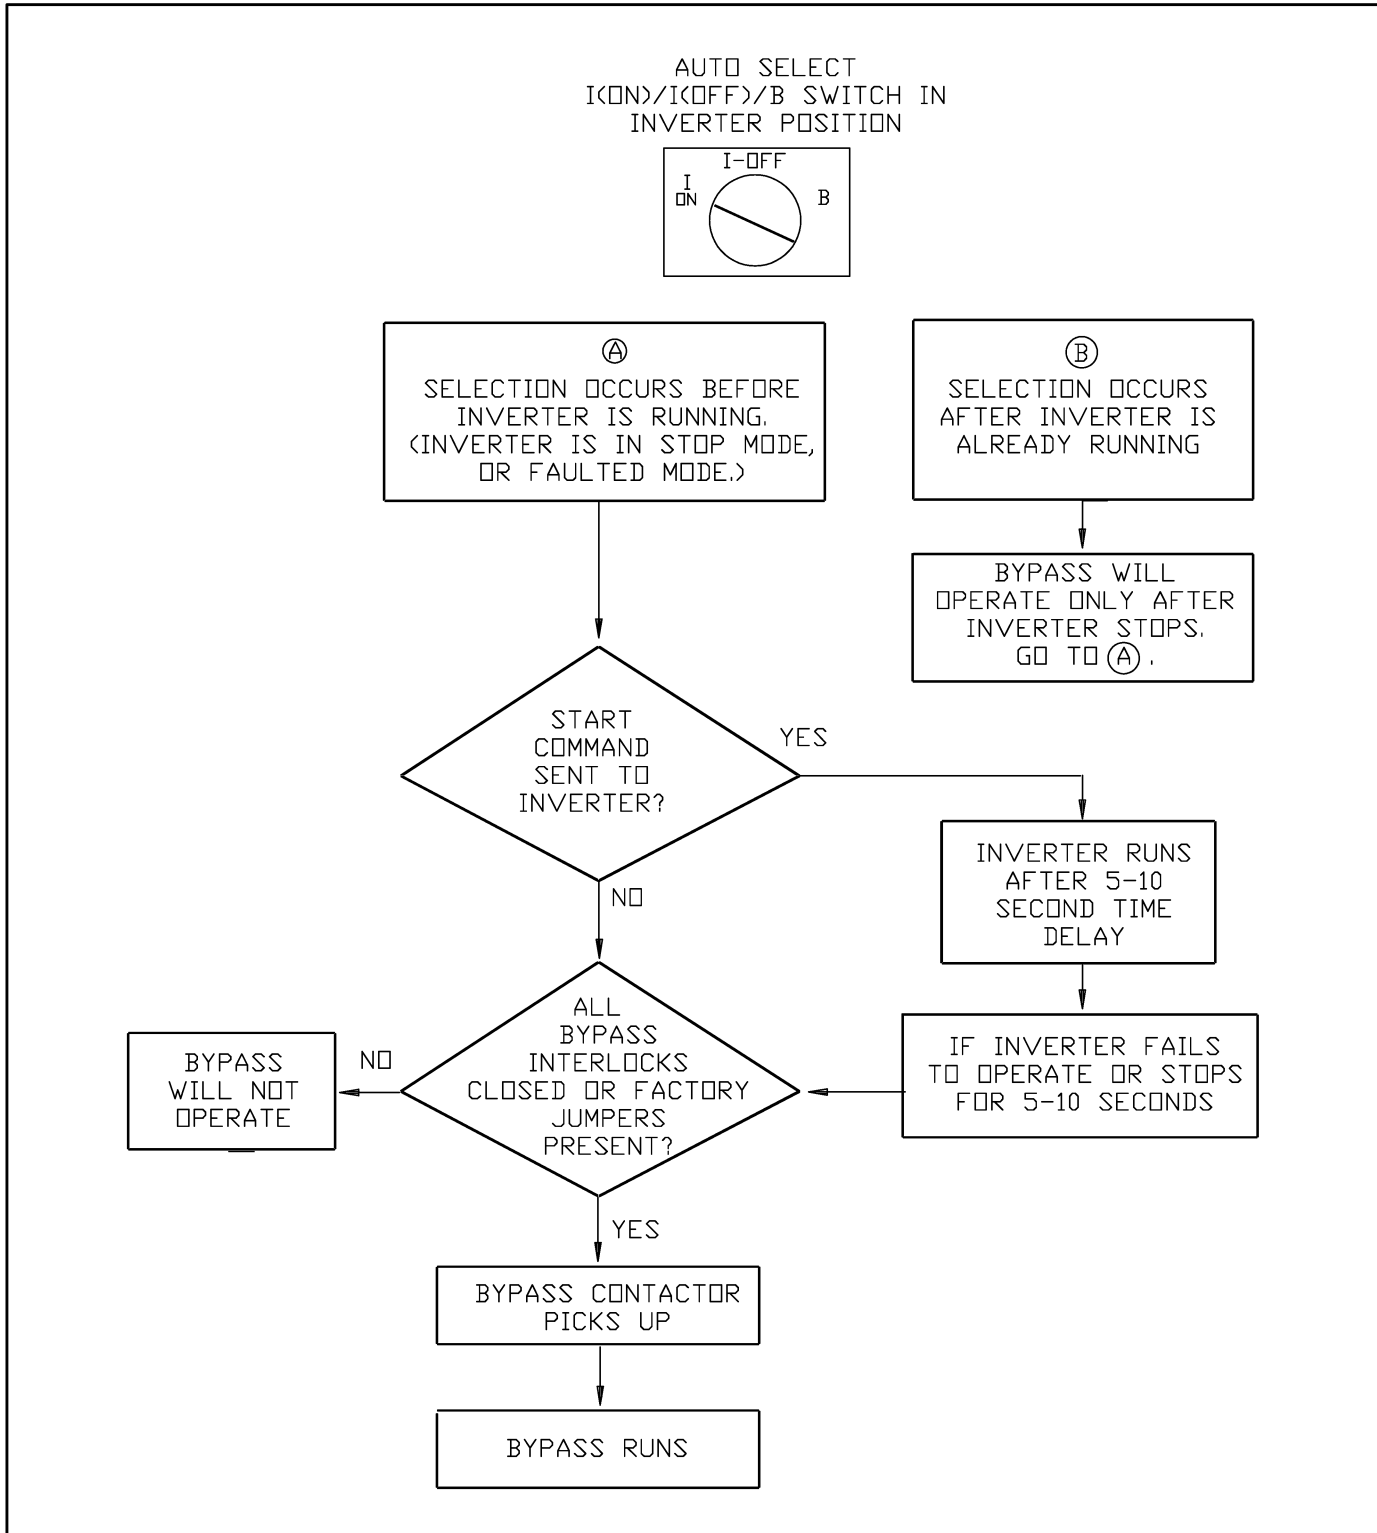 AUTO SELECT
I(ON)/I(OFF)/B SWITCH IN
INVERTER POSITION
I-OFF
I
ON
B
A
SELECTION OCCURS BEFORE
INVERTER IS RUNNING.
(INVERTER IS IN STOP MODE,
OR FAULTED MODE.)
B
SELECTION OCCURS
AFTER INVERTER IS
ALREADY RUNNING
BYPASS WILL
OPERATE ONLY AFTER
INVERTER STOPS.
GO TO A .
START
COMMAND
SENT TO
INVERTER?
YES
NO
INVERTER RUNS
AFTER 5-10
SECOND TIME
DELAY
IF INVERTER FAILS
TO OPERATE OR STOPS
FOR 5-10 SECONDS
ALL
BYPASS
INTERLOCKS
CLOSED OR FACTORY
JUMPERS
PRESENT?
NO
BYPASS
WILL NOT
OPERATE
YES
BYPASS CONTACTOR
PICKS UP
BYPASS RUNS